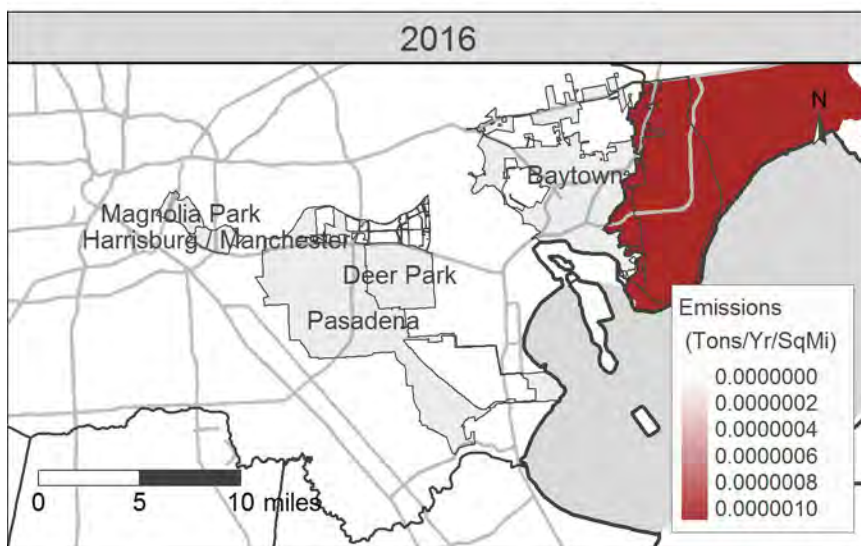 2016
N
Baytown
Magnolia Park
Harrisburg Manchester
Deer Park
Pasadena
Emissions
(Tons/Yr/SqMi)
0.0000000
0.0000002
0.0000004
0.0000006
0.0000008
0.0000010
0 5 10 miles